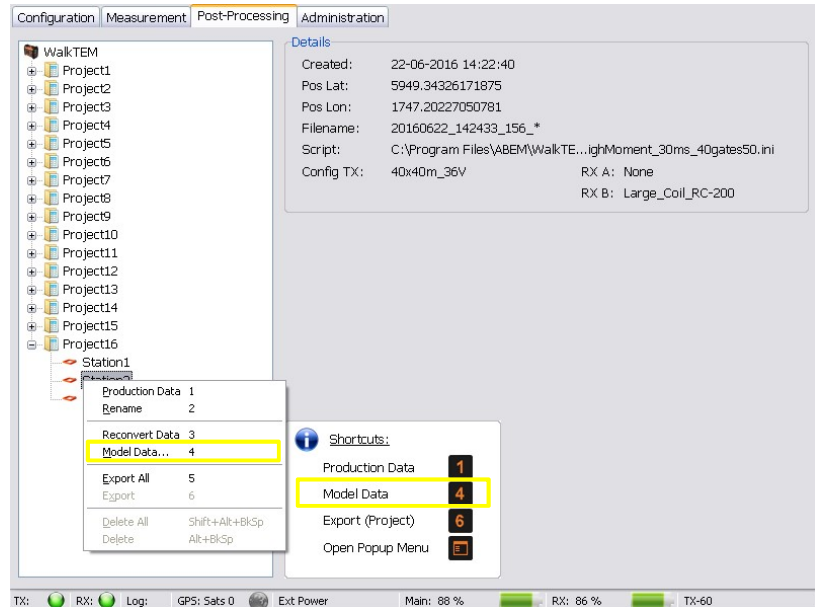 Configuration Measurement Post-Processing Administration
WalkTEM
Project1
Project2
Project3
Project4
Project5
Project6
Project7
Project8
Project9
Project10
Project11
Project12
Project13
Project14
Project15
Project16
Station1
Production Data 1
Rename 2
Reconvert Data 3
Model Data... 4
Export All 5
Export 6
Delete All Shift+Alt+BkSp
Delete Alt+BkSp
Details
Created: 22-06-2016 14:22:40
Pos Lat: 5949.34326171875
Pos Lon: 1747.20227050781
Filename: 20160622_142433_156_*
Script: C:\Program Files\ABEM\WalkTE...ighMoment_30ms_40gates50.ini
Config TX: 40x40m_36V RX A: None
RX B: Large_Coil_RC-200
Shortcuts:
Production Data 1
Model Data 4
Export (Project) 6
Open Popup Menu
TX: RX: Log: GPS: Sats 0 Ext Power Main: 88 % RX: 86 % TX-60